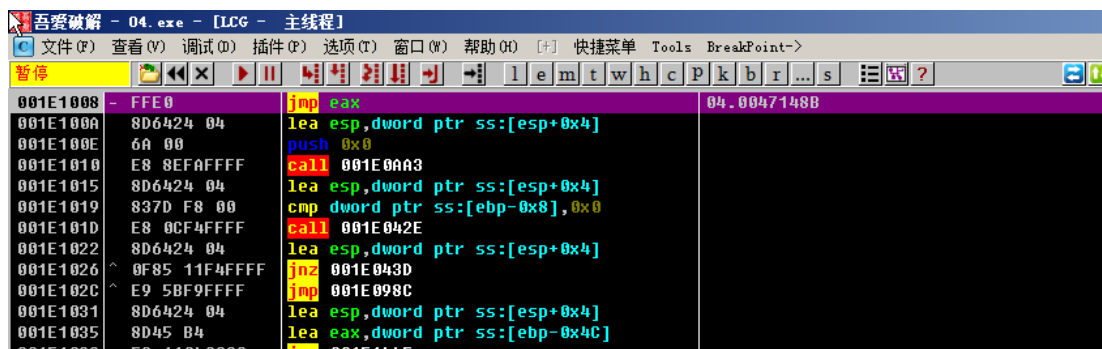 吾愛破解 - 04.exe - [LCG - 主线程]
C 文件(F) 查看(V) 调试(D) 插件(P) 选项(T) 窗口(W) 帮助(H) [+] 快捷菜单 Tools BreakPoint->
暂停 l e m t w h c P k b r ... s ?
001E1008 - FFE0 jmp eax 04.0047148B
001E100A 8D6424 04 lea esp,dword ptr ss:[esp+0x4]
001E100E 6A 00 push 0x0
001E1010 E8 8EFAFFFF call 001E0AA3
001E1015 8D6424 04 lea esp,dword ptr ss:[esp+0x4]
001E1019 837D F8 00 cmp dword ptr ss:[ebp-0x8],0x0
001E101D E8 0CF4FFFF call 001E042E
001E1022 8D6424 04 lea esp,dword ptr ss:[esp+0x4]
001E1026 ^ 0F85 11F4FFFF jnz 001E043D
001E102C ^ E9 5BF9FFFF jmp 001E098C
001E1031 8D6424 04 lea esp,dword ptr ss:[esp+0x4]
001E1035 8D45 B4 lea eax,dword ptr ss:[ebp-0x4C]